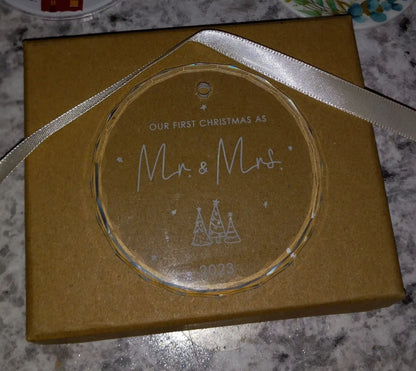 OUR FIRST CHRISTMAS AS
Mr. & Mrs.
2023